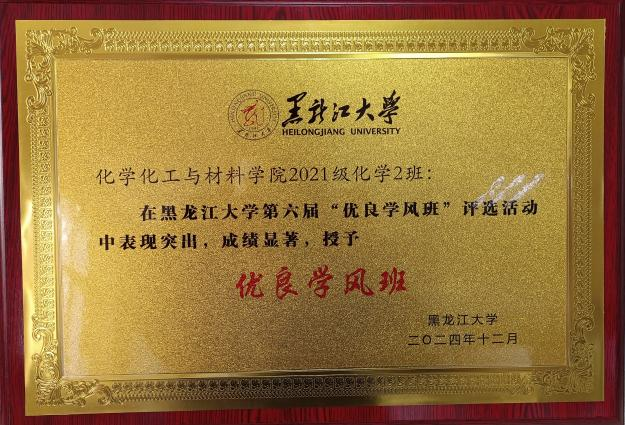 黑龙江大学
HEILONGJIANG UNIVERSITY
化学化工与材料学院2021级化学2班：
在黑龙江大学第六届“优良学风班”评选活动
中表现突出，成绩显著，授予
优良学风班
黑龙江大学
二〇二四年十二月